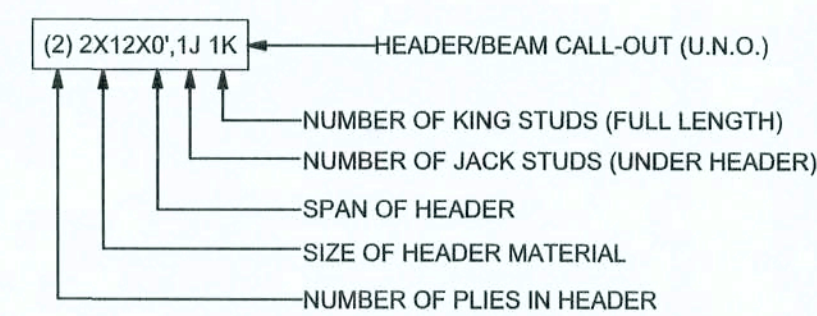 (2) 2X12X0',1J 1K
HEADER/BEAM CALL-OUT (U.N.O.)
NUMBER OF KING STUDS (FULL LENGTH)
NUMBER OF JACK STUDS (UNDER HEADER)
SPAN OF HEADER
SIZE OF HEADER MATERIAL
NUMBER OF PLIES IN HEADER